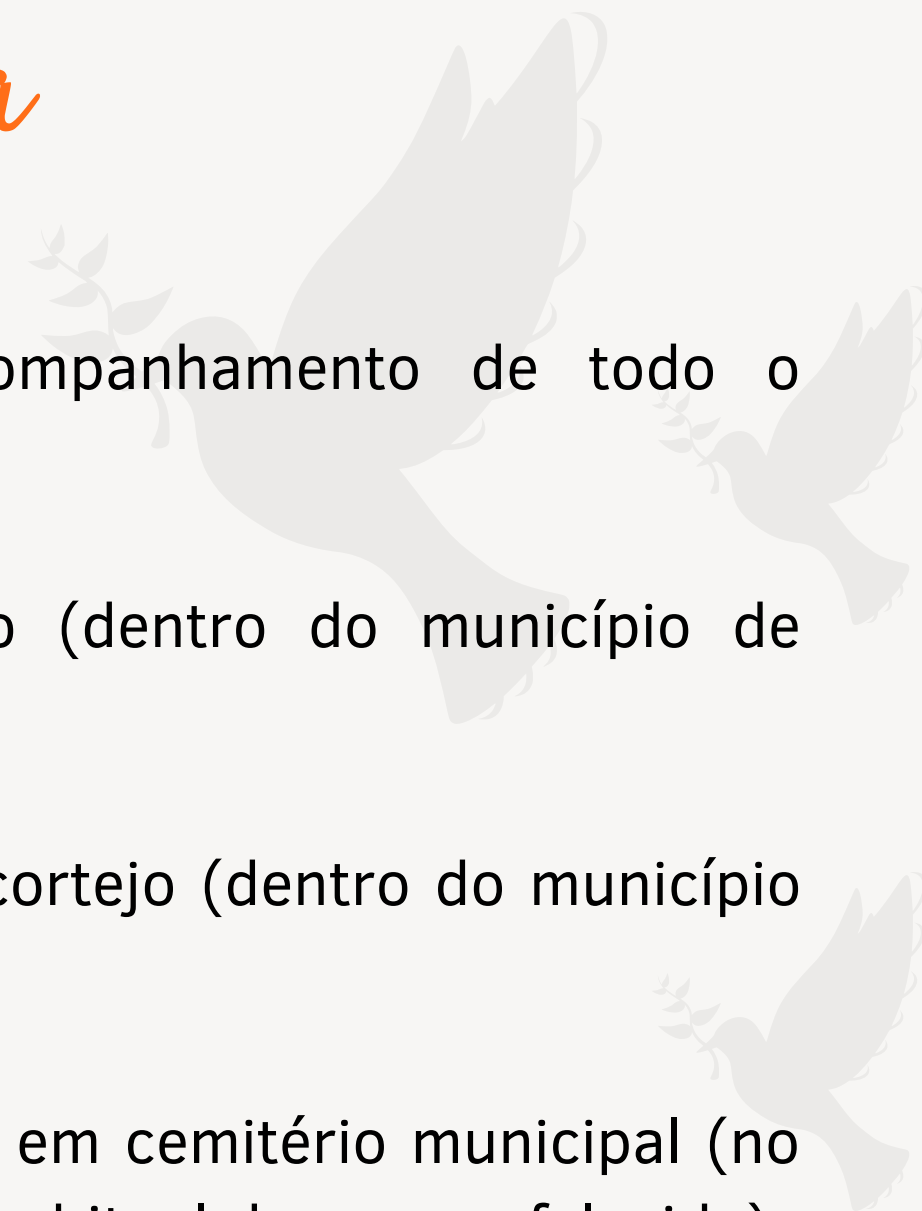 ompanhamento de todo o
(dentro do município de
cortejo (dentro do município
em cemitério municipal (no